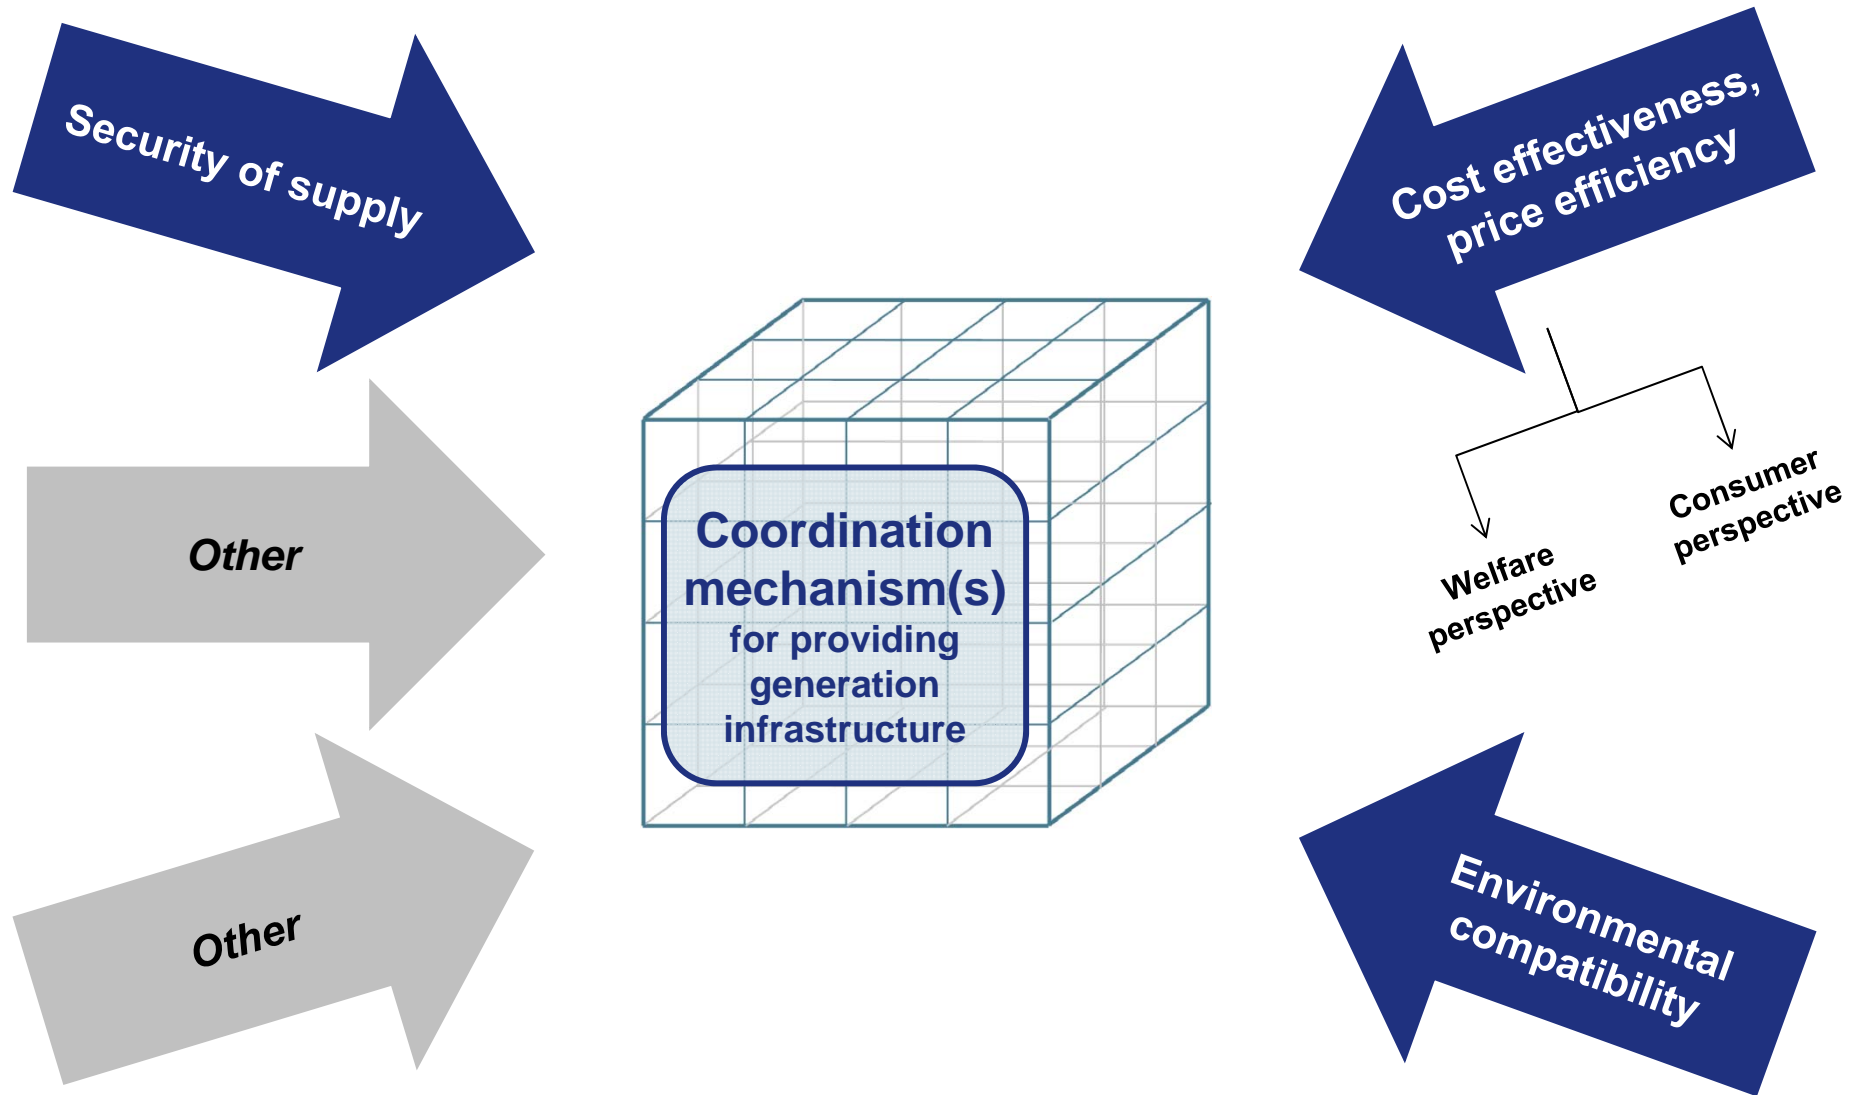 Security of supply
Cost effectiveness,
price efficiency
Other
Coordination
mechanism(s)
for providing
generation
infrastructure
Consumer
perspective
Welfare
perspective
Other
Environmental
compatibility